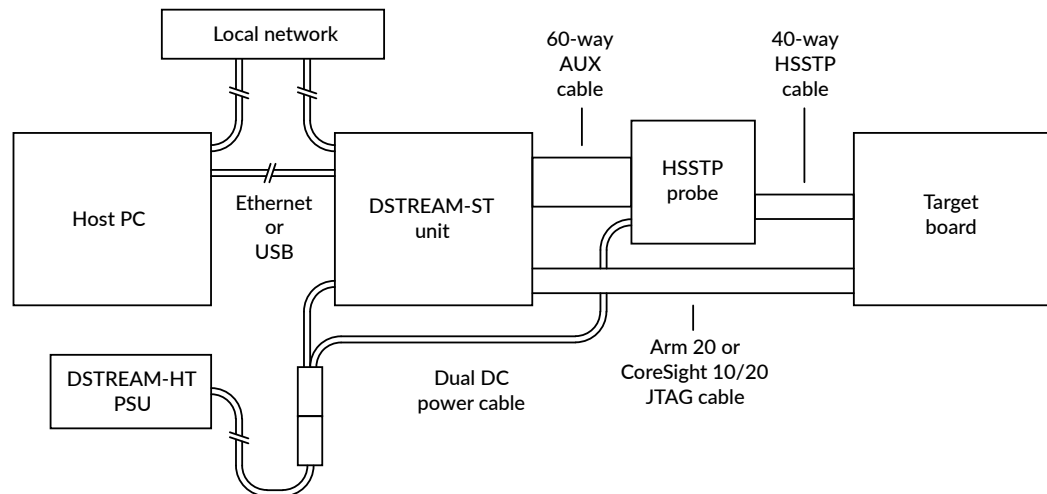 Local network
60-way
AUX
cable
40-way
HSSTP
cable
Host PC
Ethernet
or
USB
DSTREAM-ST
unit
HSSTP
probe
Target
board
DSTREAM-HT
PSU
Dual DC
power cable
Arm 20 or
CoreSight 10/20
JTAG cable